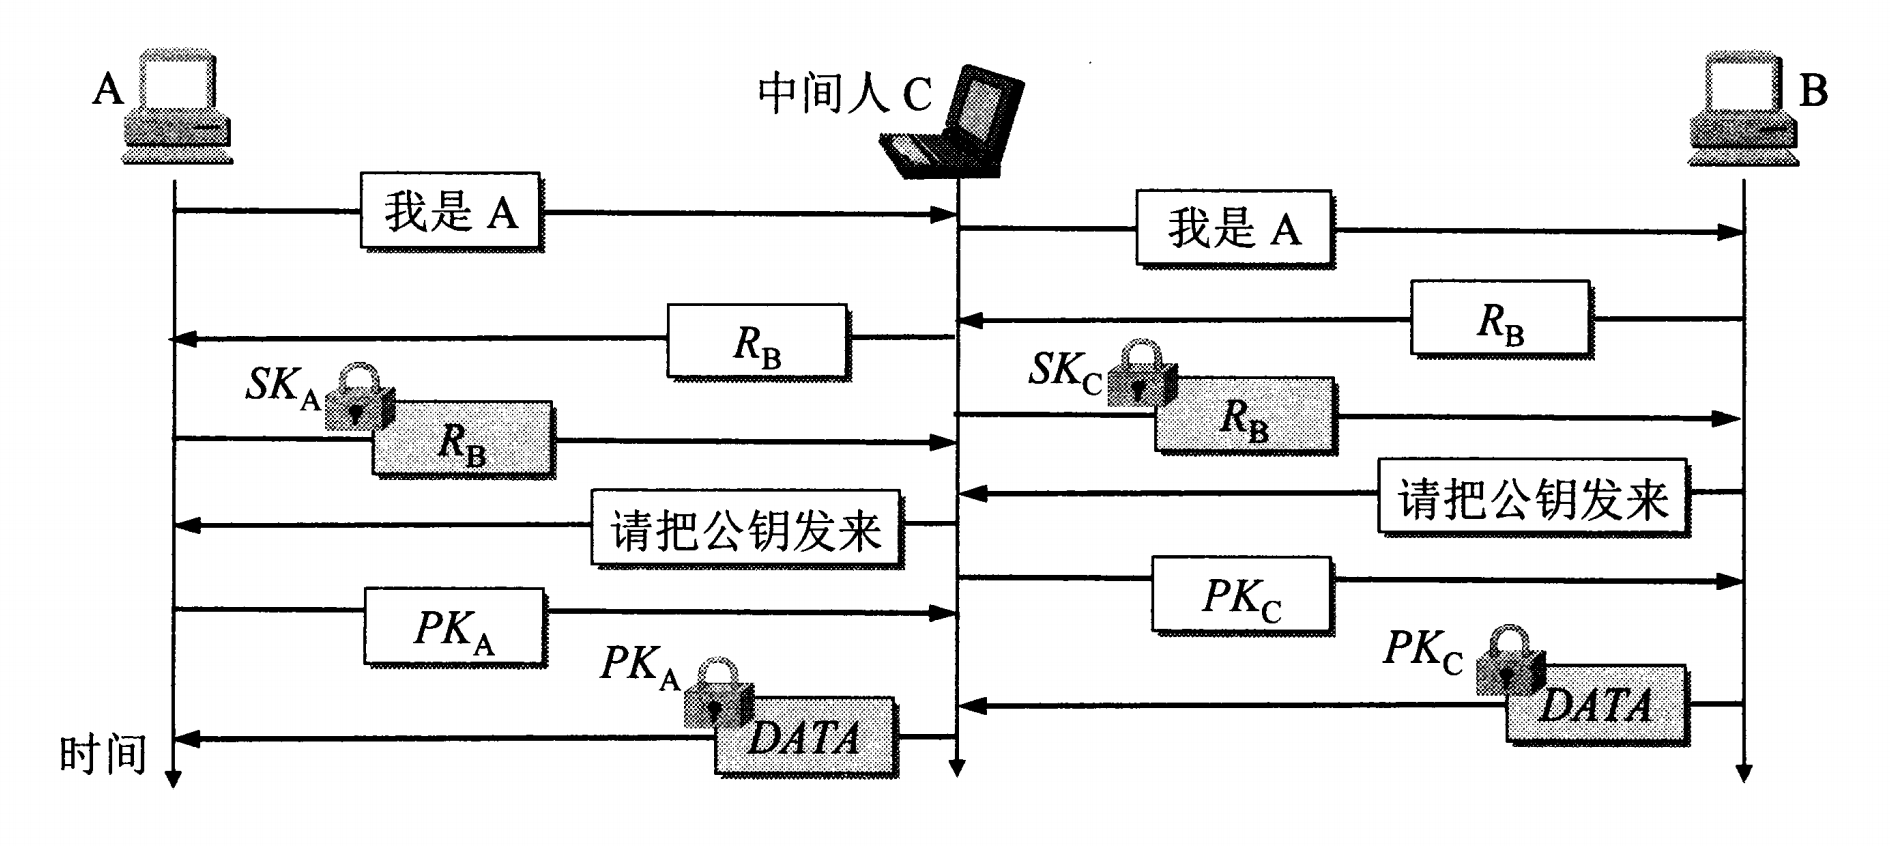 A
中间人 C
B
我是 A
我是 A
R_B
R_B
SK_A
R_B
SK_C
R_B
请把公钥发来
请把公钥发来
PK_C
PK_A
PK_C
DATA
PK_A
DATA
时间